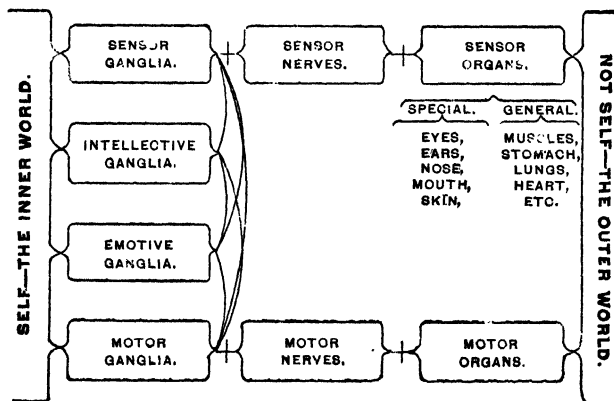 SELF—THE INNER WORLD.
SENSOR
GANGLIA.
SENSOR
NERVES.
SENSOR
ORGANS.
SPECIAL.
EYES,
EARS,
NOSE,
MOUTH,
SKIN,
GENERAL.
MUSCLES,
STOMACH,
LUNGS,
HEART,
ETC.
INTELLECTIVE
GANGLIA.
EMOTIVE
GANGLIA.
MOTOR
GANGLIA.
MOTOR
NERVES.
MOTOR
ORGANS.
NOT SELF—THE OUTER WORLD.